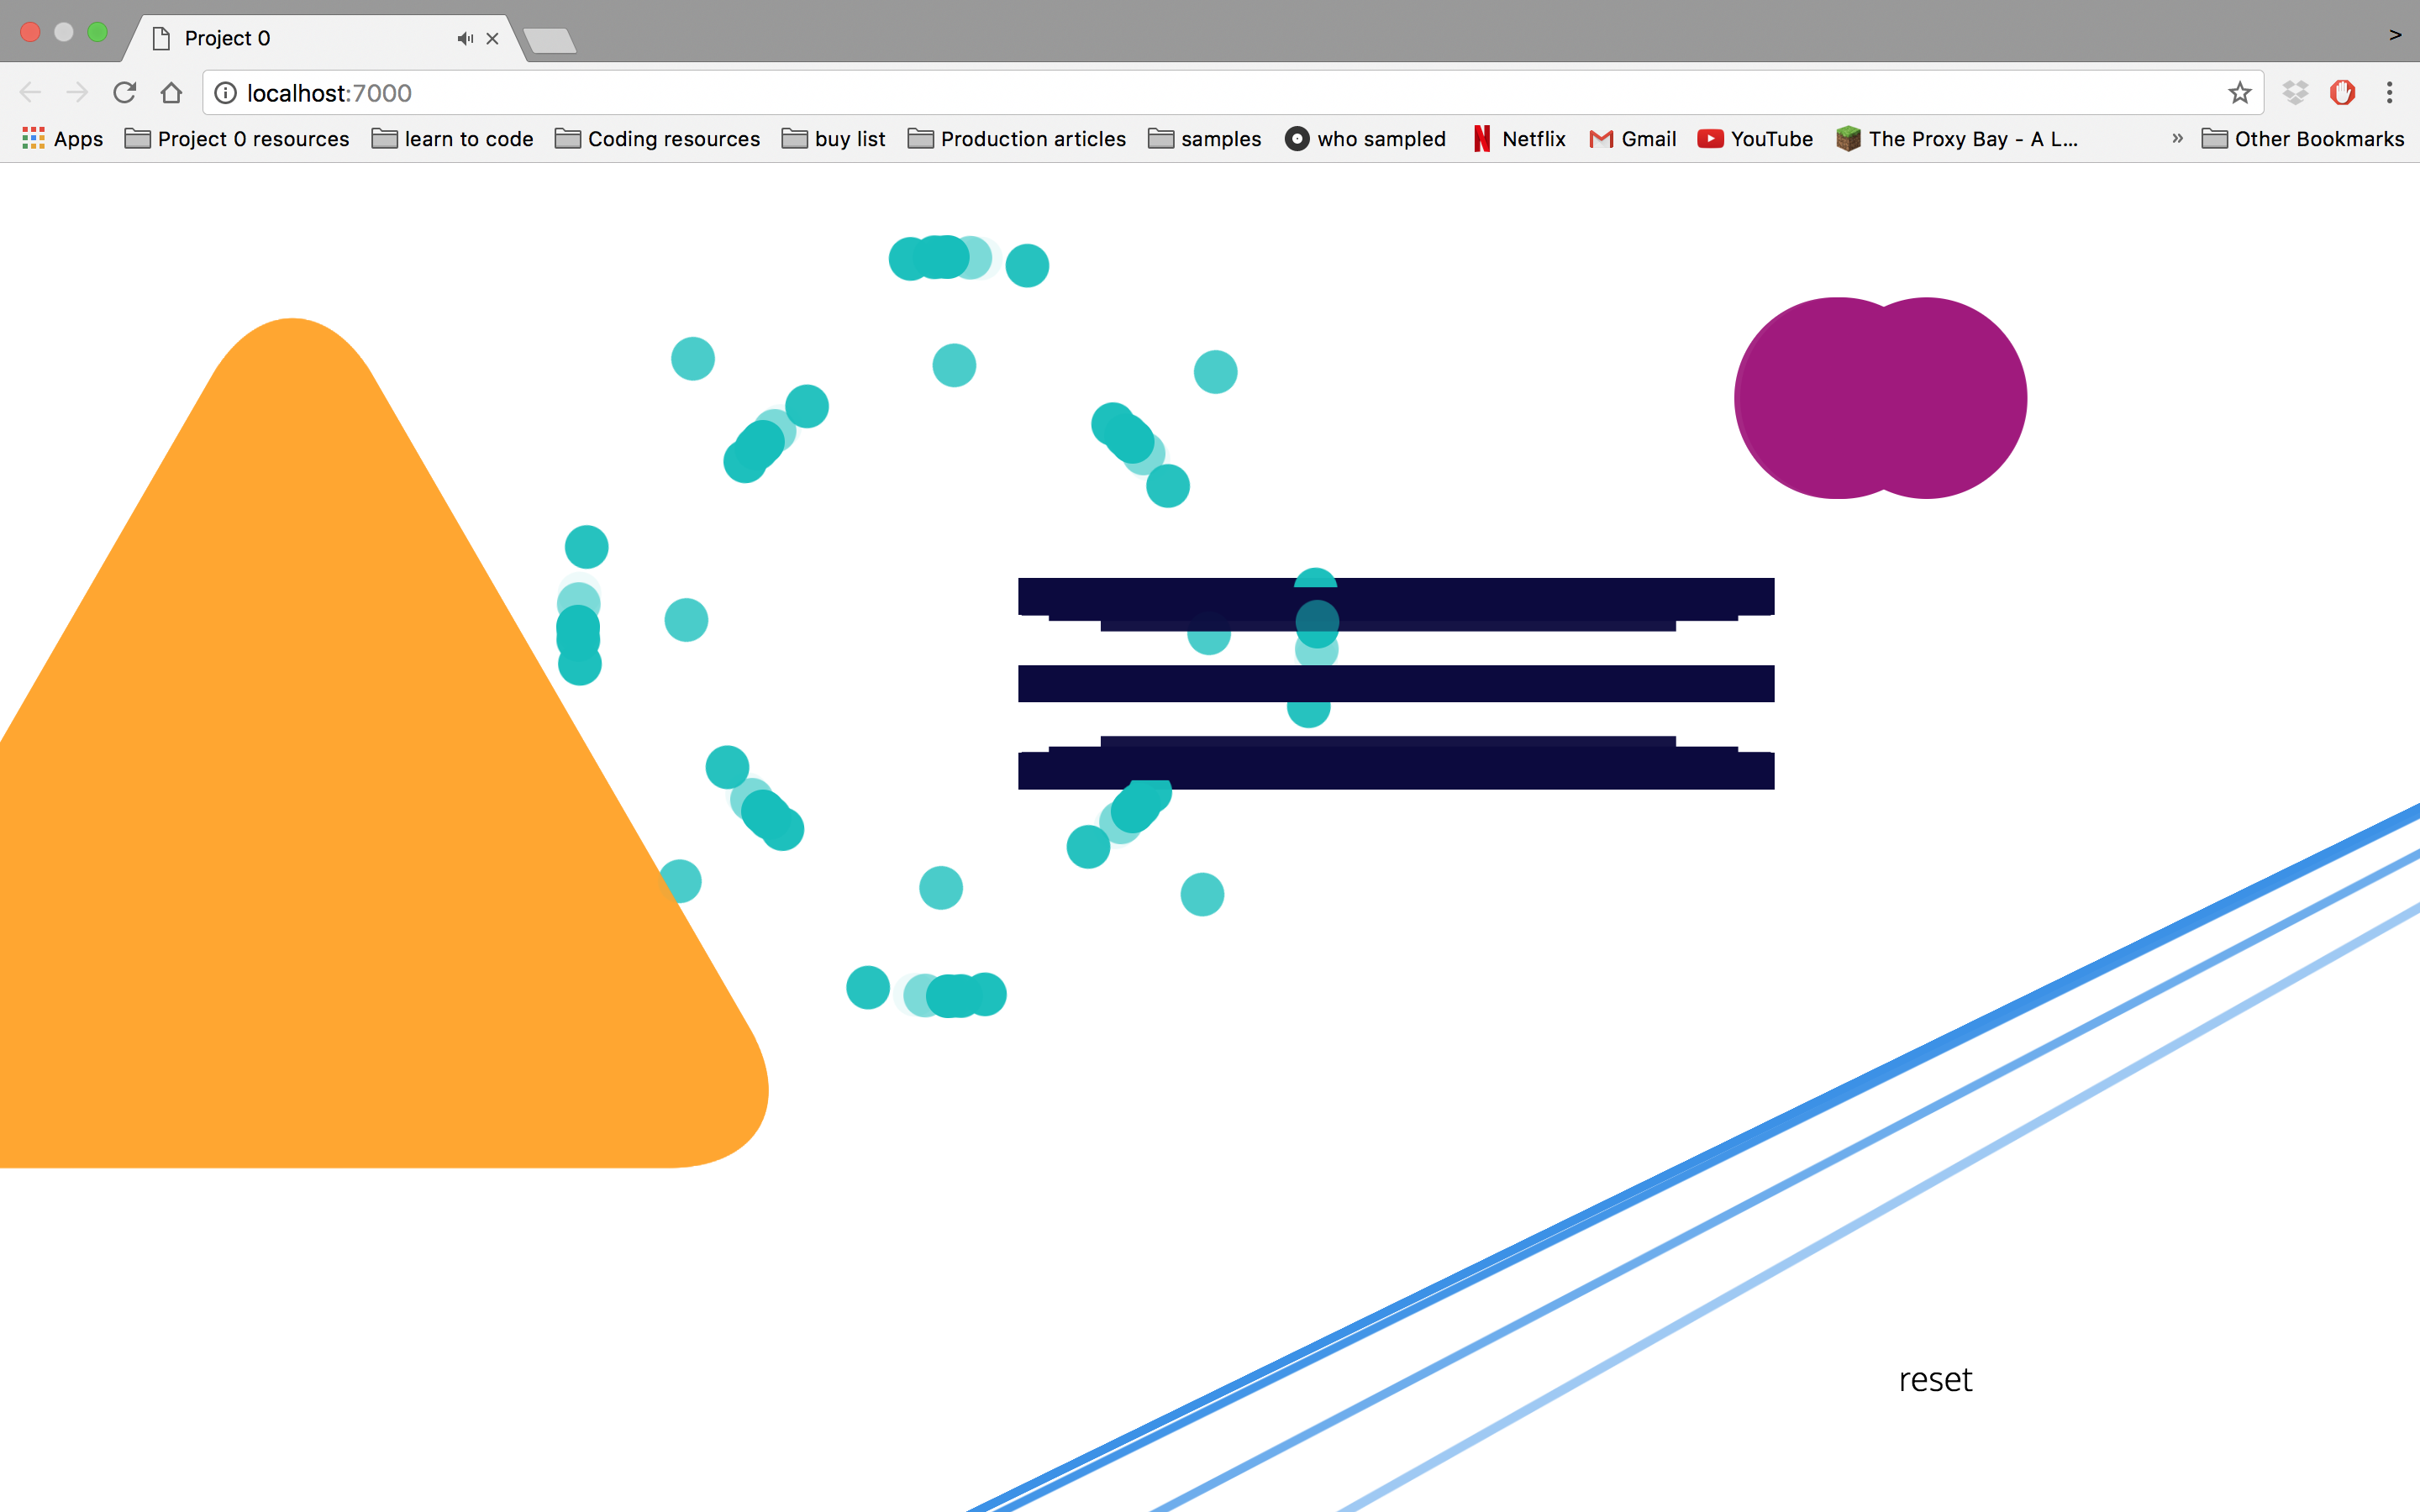 Project 0
localhost:7000
Apps Project 0 resources learn to code Coding resources buy list Production articles samples who sampled Netflix Gmail YouTube The Proxy Bay - A L... » Other Bookmarks
reset